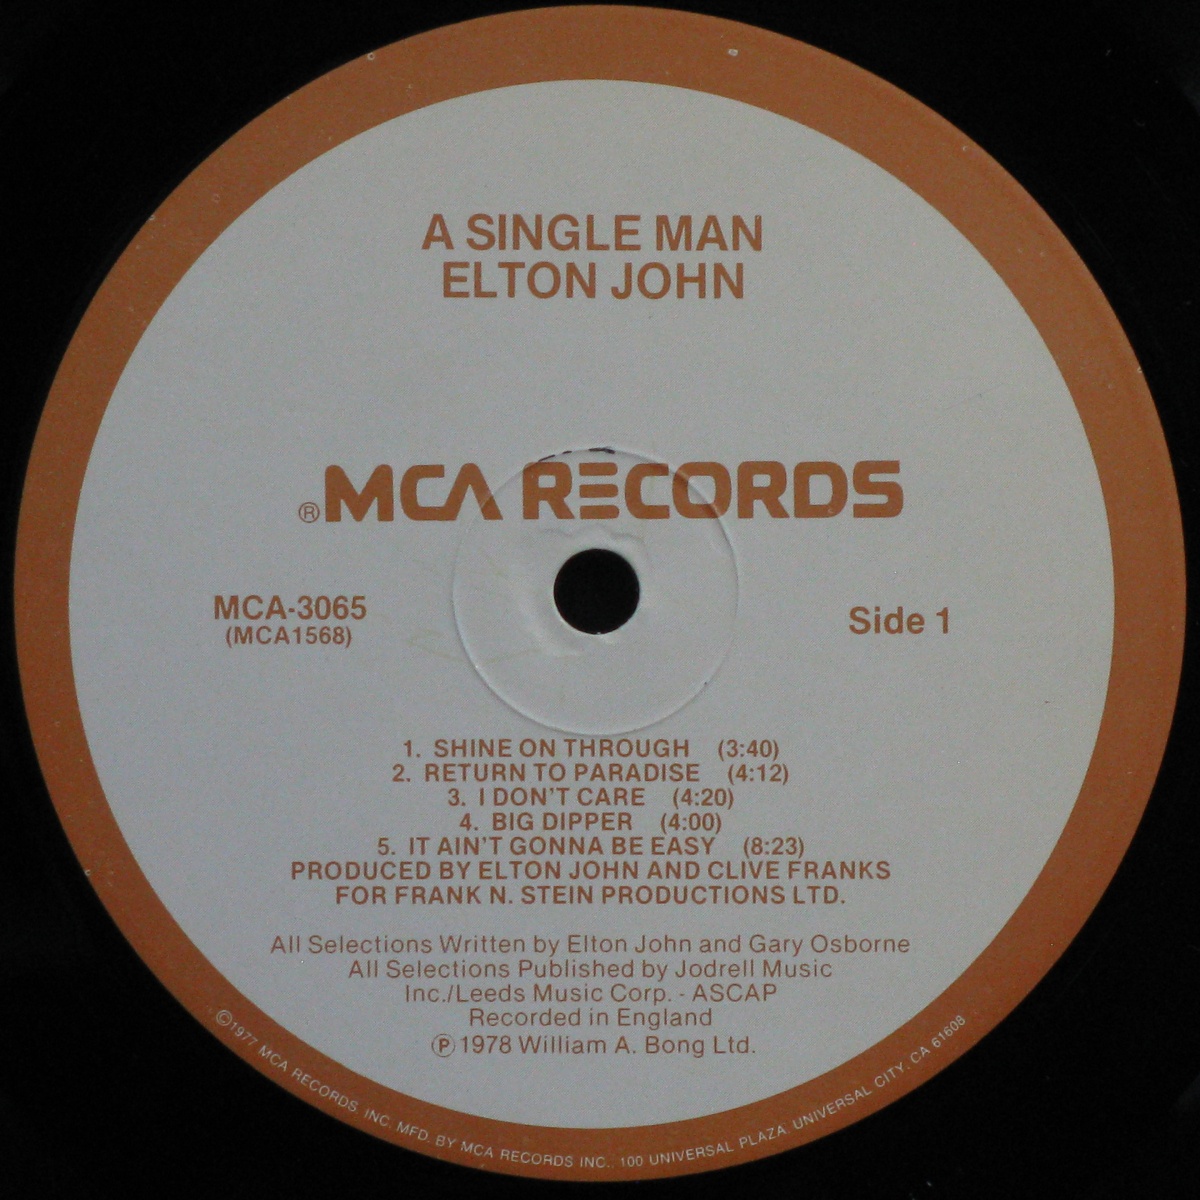 A SINGLE MAN
ELTON JOHN
®MCA RECORDS
MCA-3065
(MCA1568)
Side 1
1. SHINE ON THROUGH (3:40)
2. RETURN TO PARADISE (4:12)
3. I DON'T CARE (4:20)
4. BIG DIPPER (4:00)
5. IT AIN'T GONNA BE EASY (8:23)
PRODUCED BY ELTON JOHN AND CLIVE FRANKS
FOR FRANK N. STEIN PRODUCTIONS LTD.
All Selections Written by Elton John and Gary Osborne
All Selections Published by Jodrell Music
Inc./Leeds Music Corp. - ASCAP
Recorded in England
℗ 1978 William A. Bong Ltd.
©1977 MCA RECORDS, INC. MFD. BY MCA RECORDS INC., 100 UNIVERSAL PLAZA, UNIVERSAL CITY, CA 61608